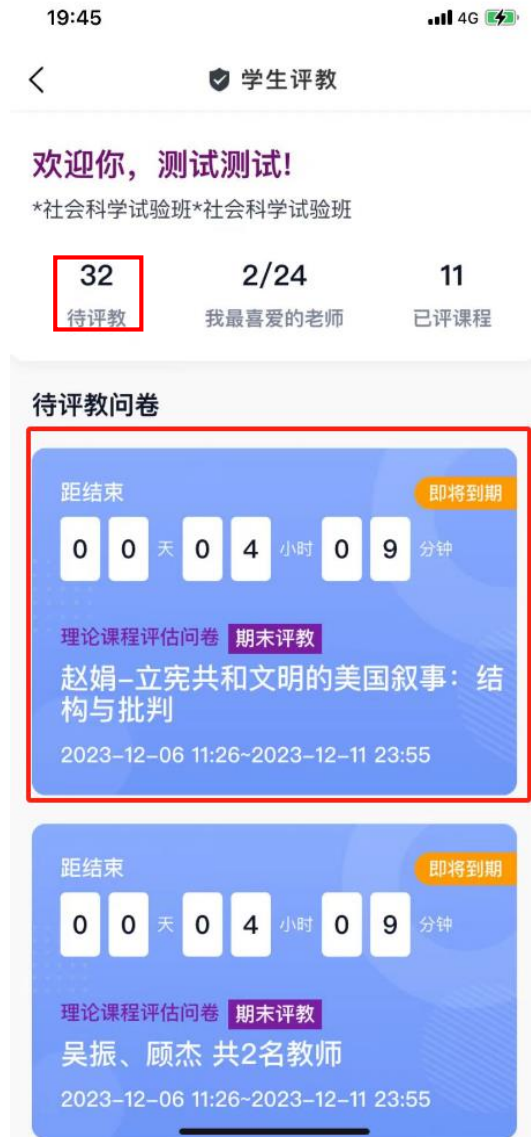 19:45 4G
学生评教
欢迎你，测试测试!
*社会科学试验班*社会科学试验班
32 2/24 11
待评教 我最喜爱的老师 已评课程
待评教问卷
距结束 即将到期
0 0 天 0 4 小时 0 9 分钟
理论课程评估问卷 期末评教
赵娟-立宪共和文明的美国叙事：结
构与批判
2023-12-06 11:26~2023-12-11 23:55
距结束 即将到期
0 0 天 0 4 小时 0 9 分钟
理论课程评估问卷 期末评教
吴振、顾杰 共2名教师
2023-12-06 11:26~2023-12-11 23:55